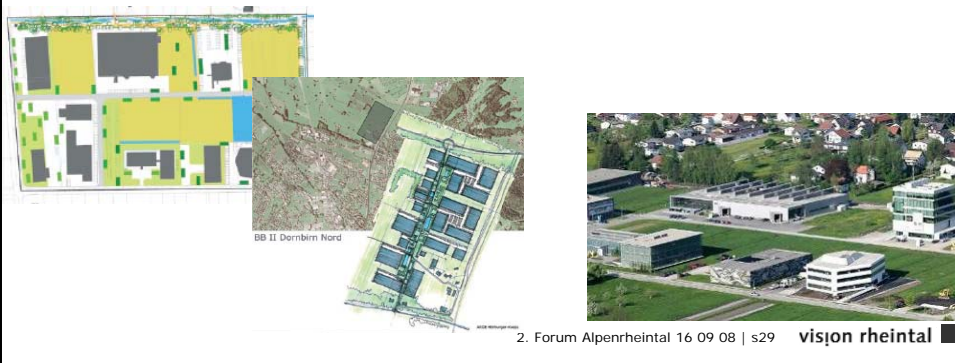 BB II Dornbirn Nord
2. Forum Alpenrheintal 16 09 08 | s29
vision rheintal